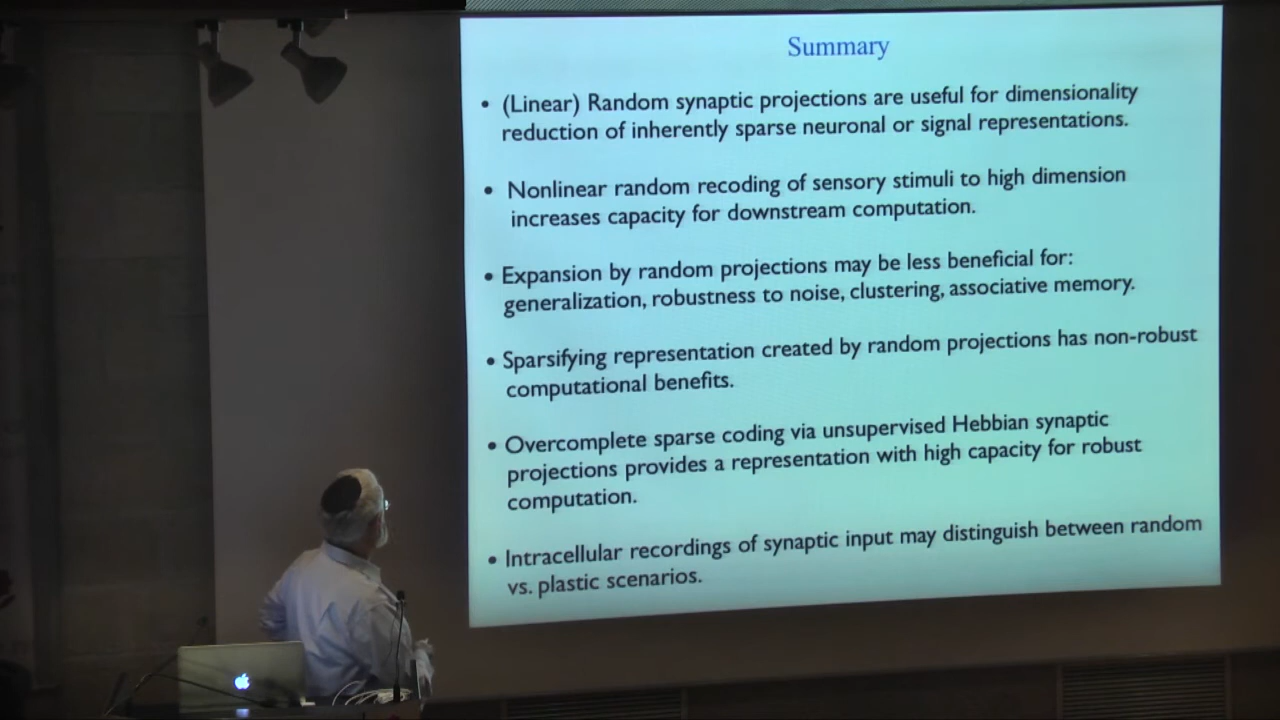 Summary
• (Linear) Random synaptic projections are useful for dimensionality
reduction of inherently sparse neuronal or signal representations.
• Nonlinear random recoding of sensory stimuli to high dimension
increases capacity for downstream computation.
• Expansion by random projections may be less beneficial for:
generalization, robustness to noise, clustering, associative memory.
• Sparsifying representation created by random projections has non-robust
computational benefits.
• Overcomplete sparse coding via unsupervised Hebbian synaptic
projections provides a representation with high capacity for robust
computation.
• Intracellular recordings of synaptic input may distinguish between random
vs. plastic scenarios.